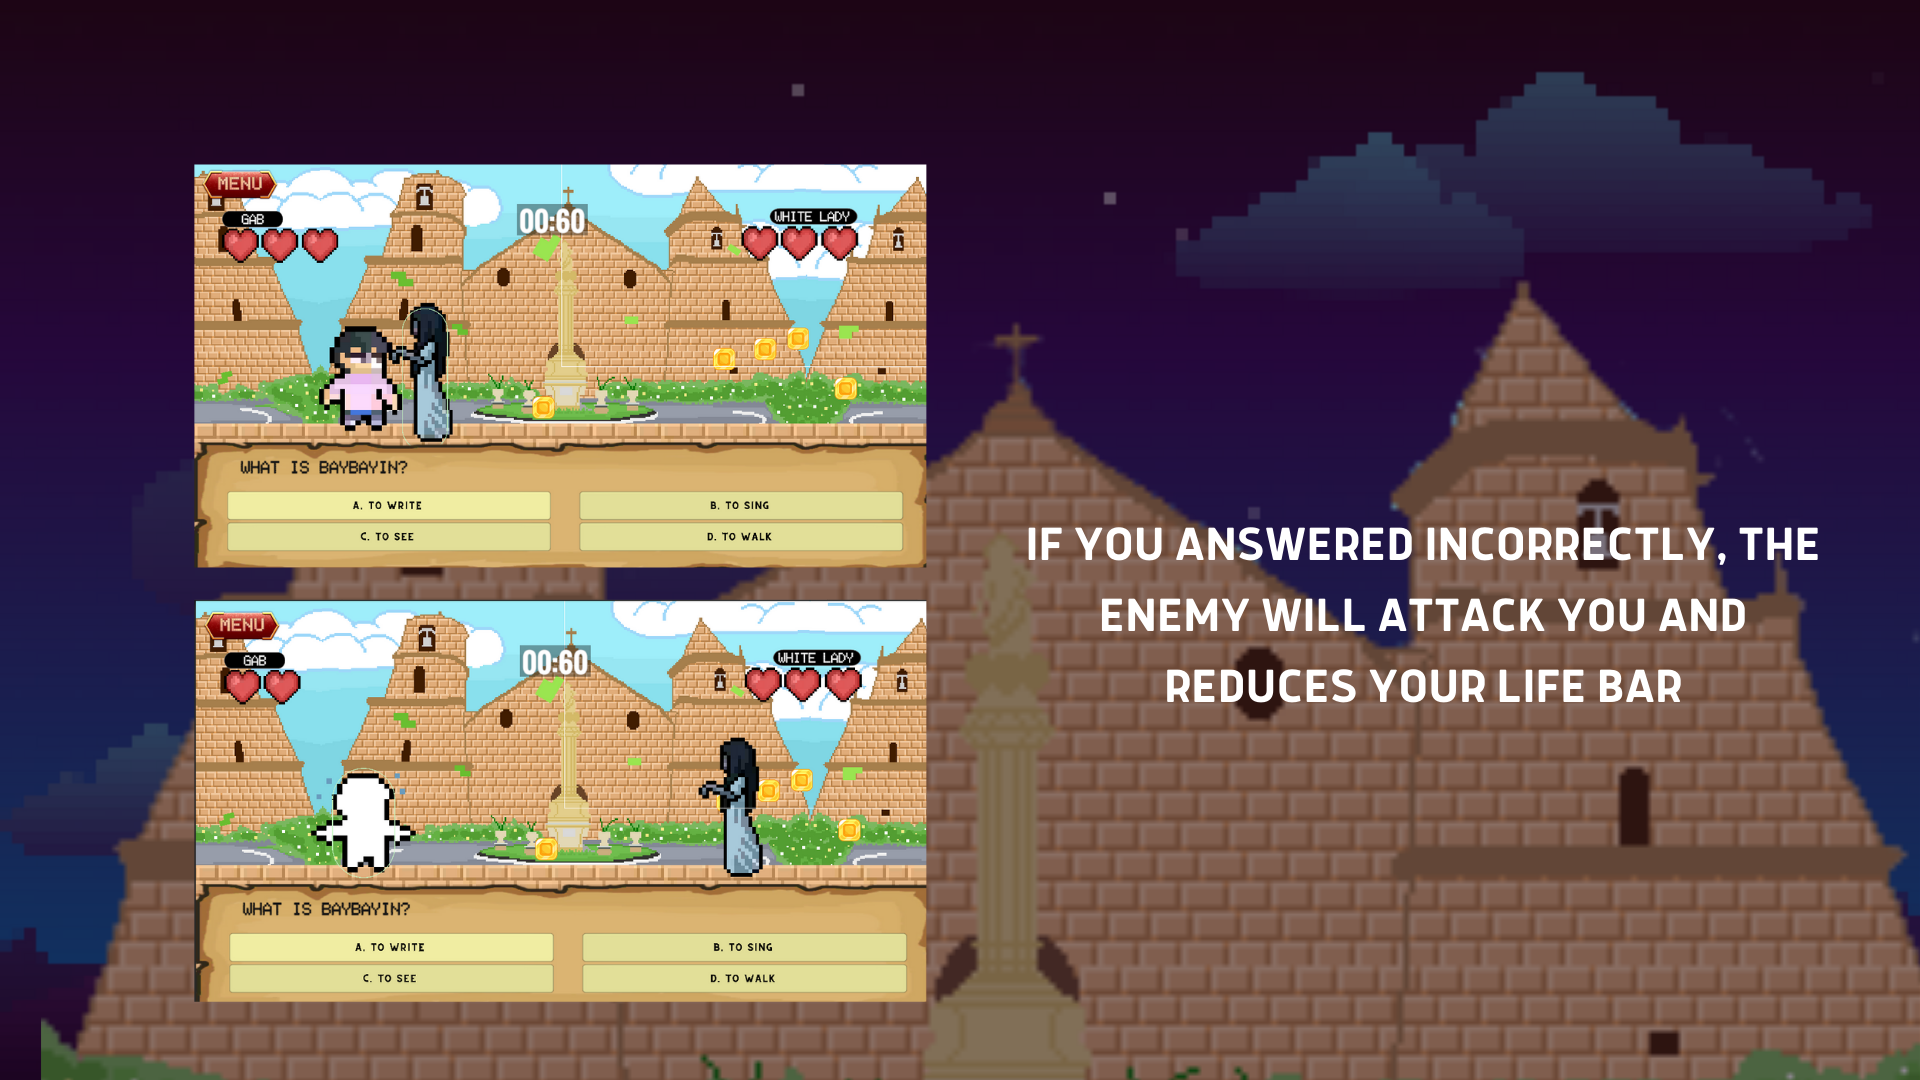 MENU
GAB
00:60
WHITE LADY
WHAT IS BAYBAYIN?
A. TO WRITE
B. TO SING
C. TO SEE
D. TO WALK
MENU
GAB
00:60
WHITE LADY
WHAT IS BAYBAYIN?
A. TO WRITE
B. TO SING
C. TO SEE
D. TO WALK
IF YOU ANSWERED INCORRECTLY, THE
ENEMY WILL ATTACK YOU AND
REDUCES YOUR LIFE BAR